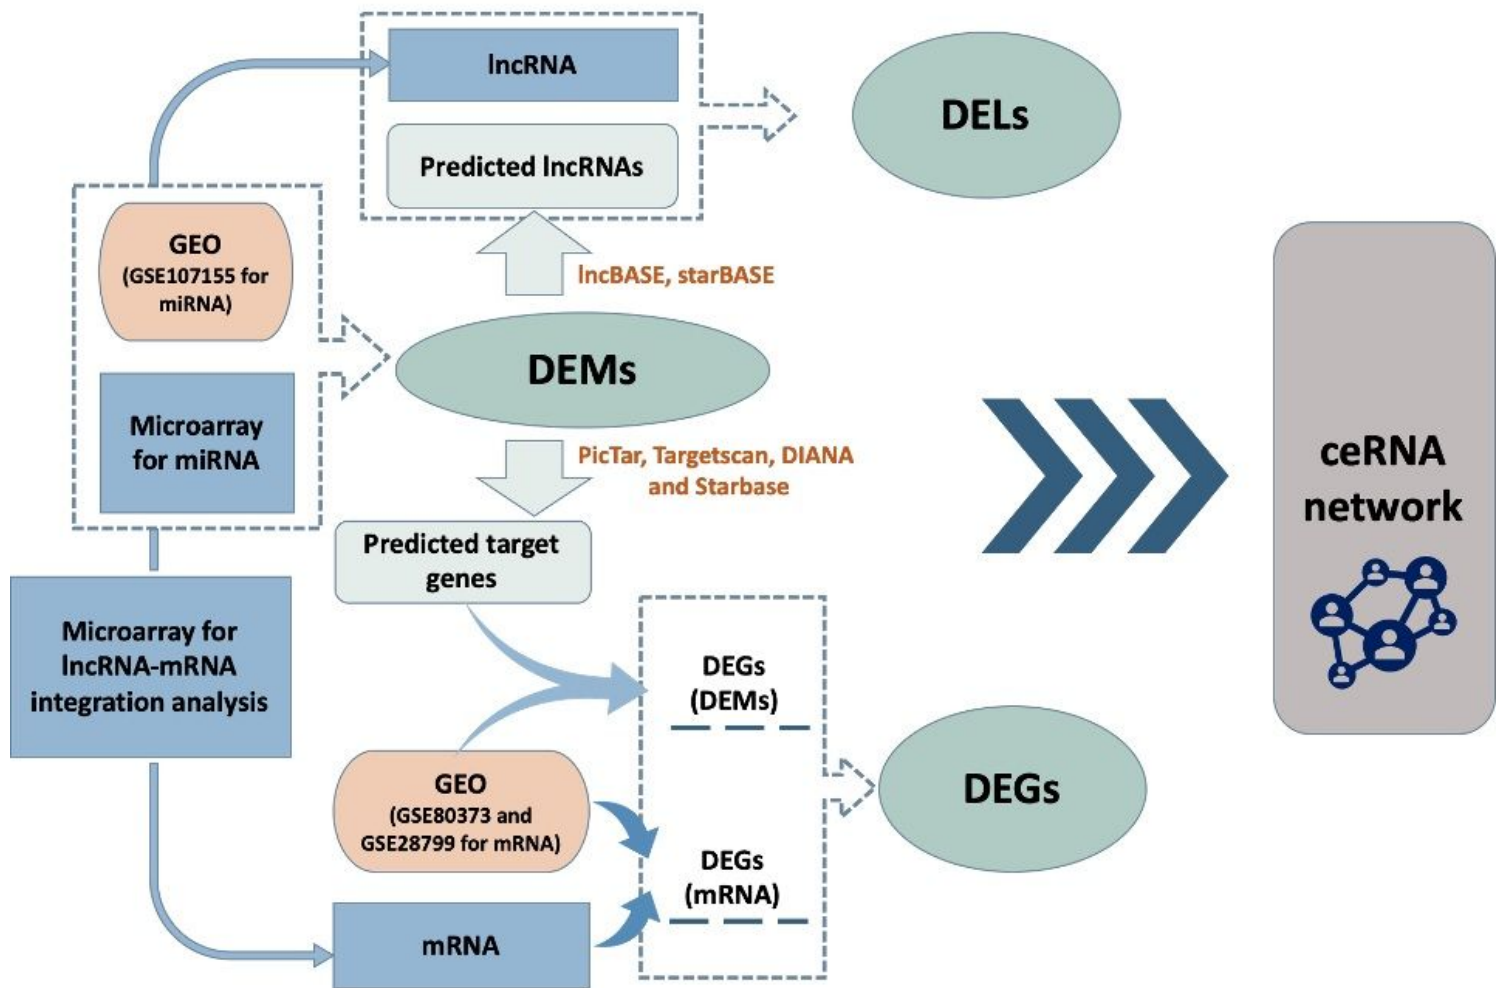 lncRNA
Predicted lncRNAs
DELs
GEO
(GSE107155 for
miRNA)
lncBASE, starBASE
Microarray
for miRNA
DEMs
PicTar, Targetscan, DIANA
and Starbase
Predicted target
genes
Microarray for
lncRNA-mRNA
integration analysis
DEGs
(DEMs)
GEO
(GSE80373 and
GSE28799 for mRNA)
DEGs
(mRNA)
mRNA
DEGs
ceRNA
network